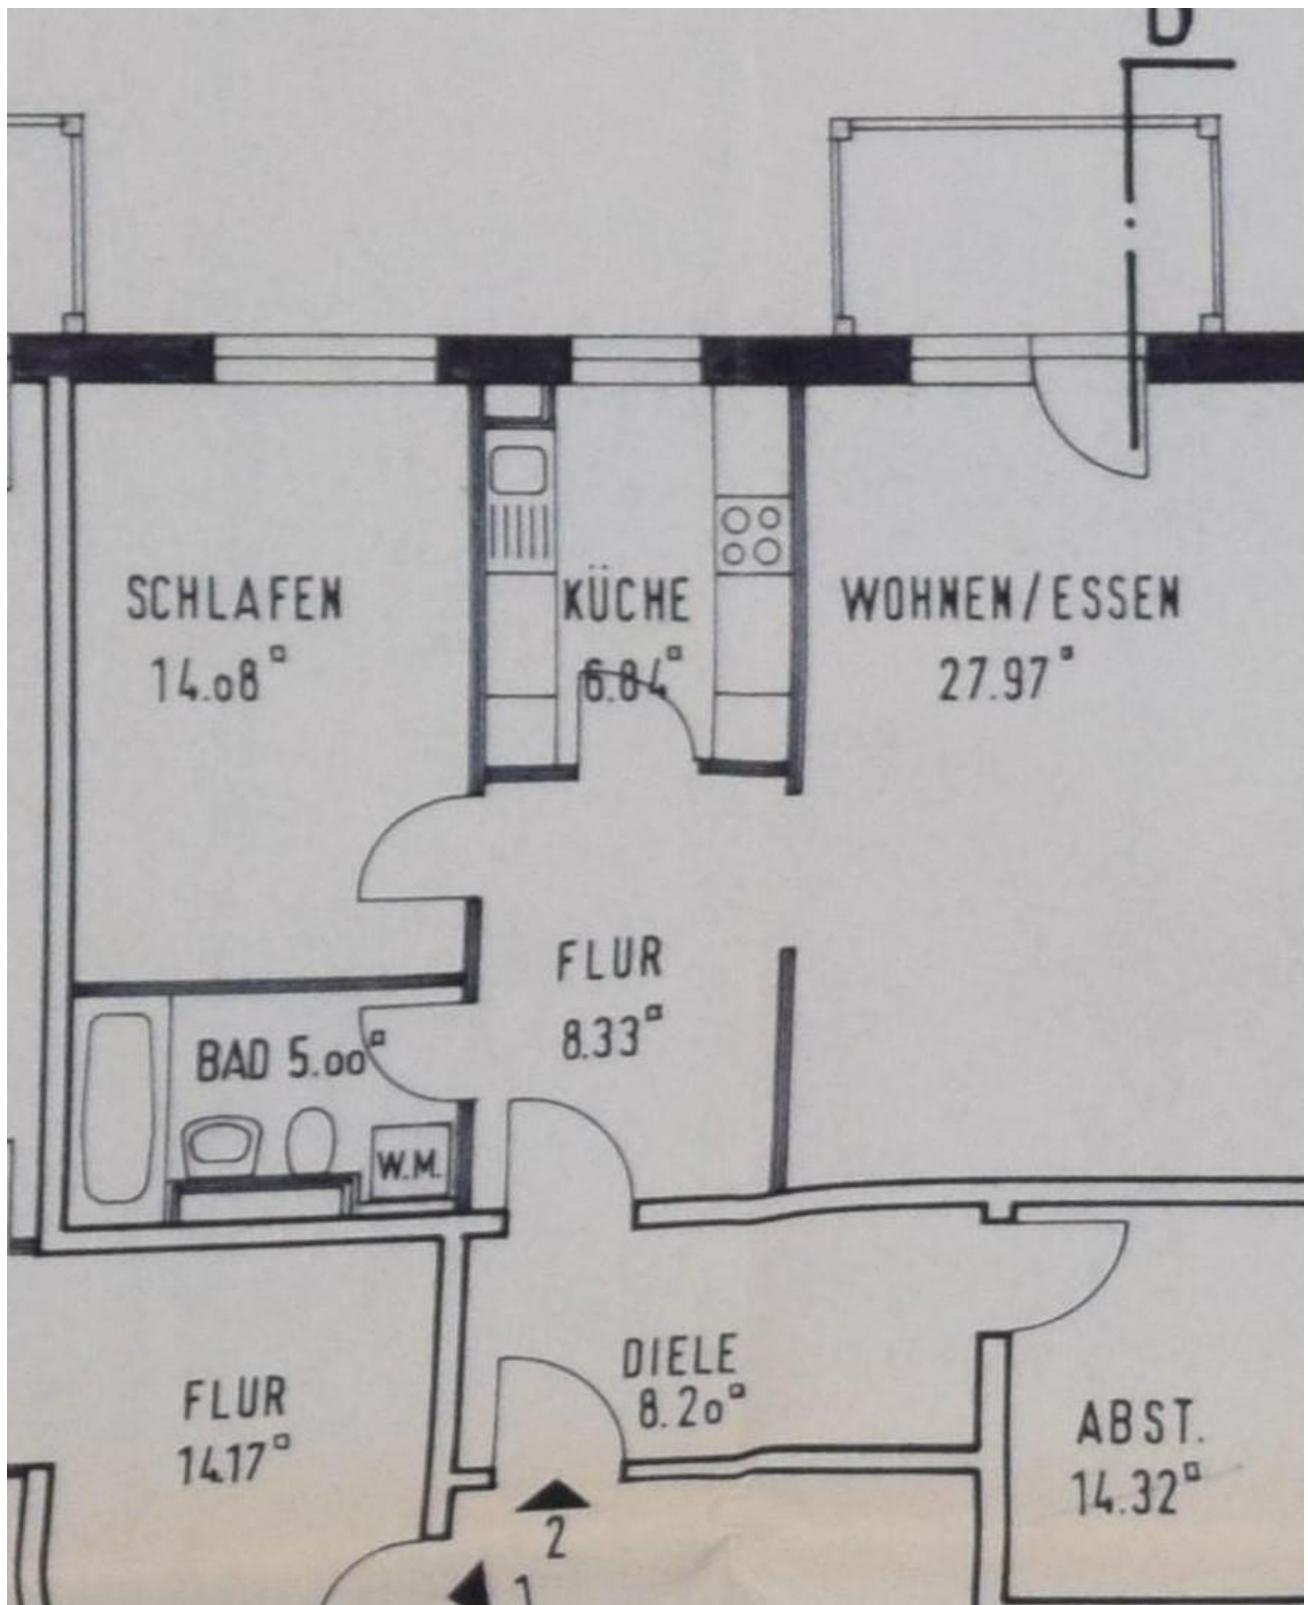 SCHLAFEN
14.08
KÜCHE
6.84
WOHNEN/ESSEN
27.97
FLUR
8.33
BAD 5.00
W.M.
DIELE
8.20
FLUR
14.17
ABST.
14.32
2
1